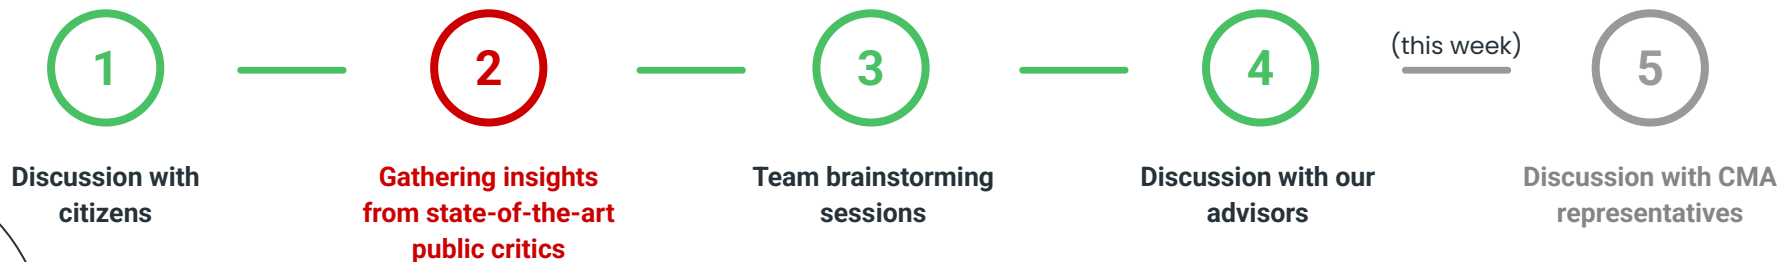 1
2
3
4
(this week)
5
Discussion with
citizens
Gathering insights
from state-of-the-art
public critics
Team brainstorming
sessions
Discussion with our
advisors
Discussion with CMA
representatives